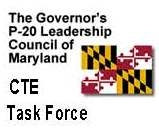 The Governor's
P-20 Leadership
Council of
Maryland
CTE
Task Force